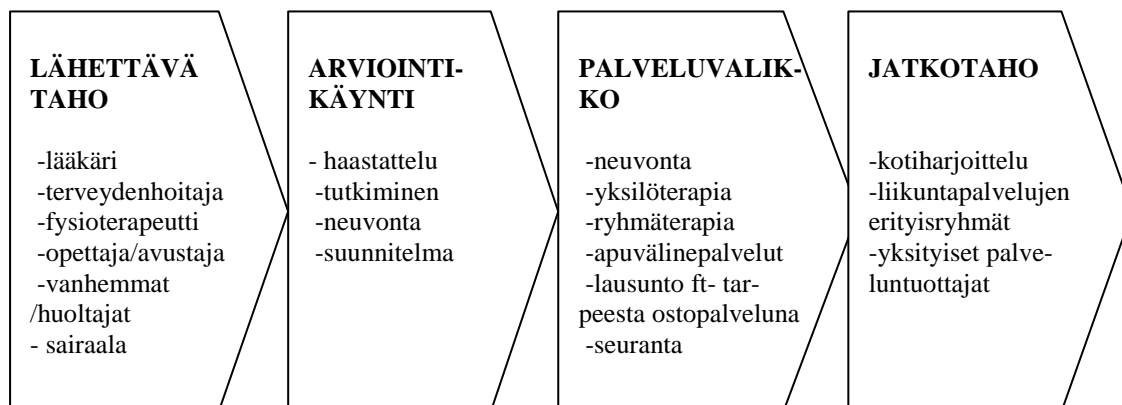 LÄHETTÄVÄ
TAHO
-lääkäri
-terveydenhoitaja
-fysioterapeutti
-opettaja/avustaja
-vanhemmat
/huoltajat
- sairaala
ARVIOINTI-
KÄYNTI
- haastattelu
-tutkiminen
-neuvonta
-suunnitelma
PALVELUVALIK-
KO
-neuvonta
-yksilöterapia
-ryhmäterapia
-apuvälinepalvelut
-lausunto ft- tar-
peesta ostopalveluna
-seuranta
JATKOTAHO
-kotiharjoittelu
-liikuntapalvelujen
erityisryhmät
-yksityiset palve-
luntuottajat